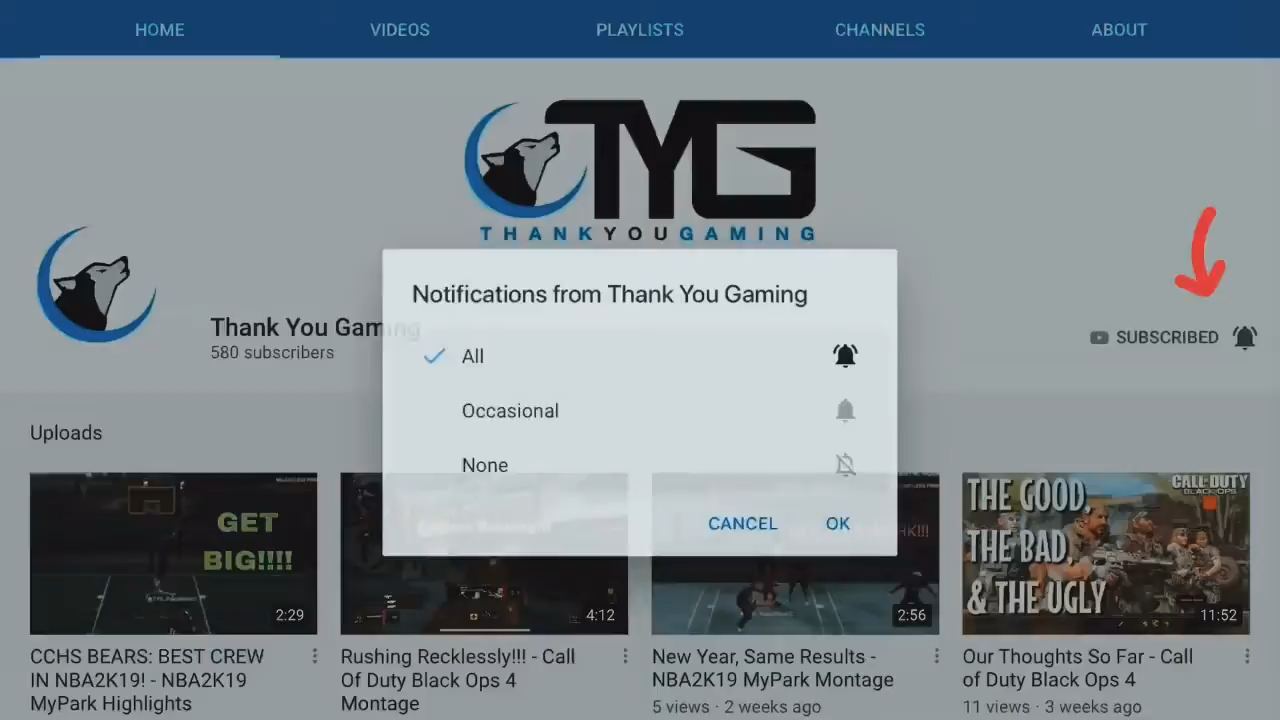 HOME
VIDEOS
PLAYLISTS
CHANNELS
ABOUT
TYG
THANKYOUGAMING
Thank You Gaming
580 subscribers
SUBSCRIBED
Notifications from Thank You Gaming
All
Occasional
None
CANCEL
OK
Uploads
GET
BIG!!!!
2:29
4:12
2:56
CALL OF DUTY
BLACK OPS
THE GOOD,
THE BAD,
& THE UGLY
11:52
CCHS BEARS: BEST CREW
IN NBA2K19! - NBA2K19
MyPark Highlights
Rushing Recklessly!!! - Call
Of Duty Black Ops 4
Montage
New Year, Same Results -
NBA2K19 MyPark Montage
5 views · 2 weeks ago
Our Thoughts So Far - Call
of Duty Black Ops 4
11 views · 3 weeks ago